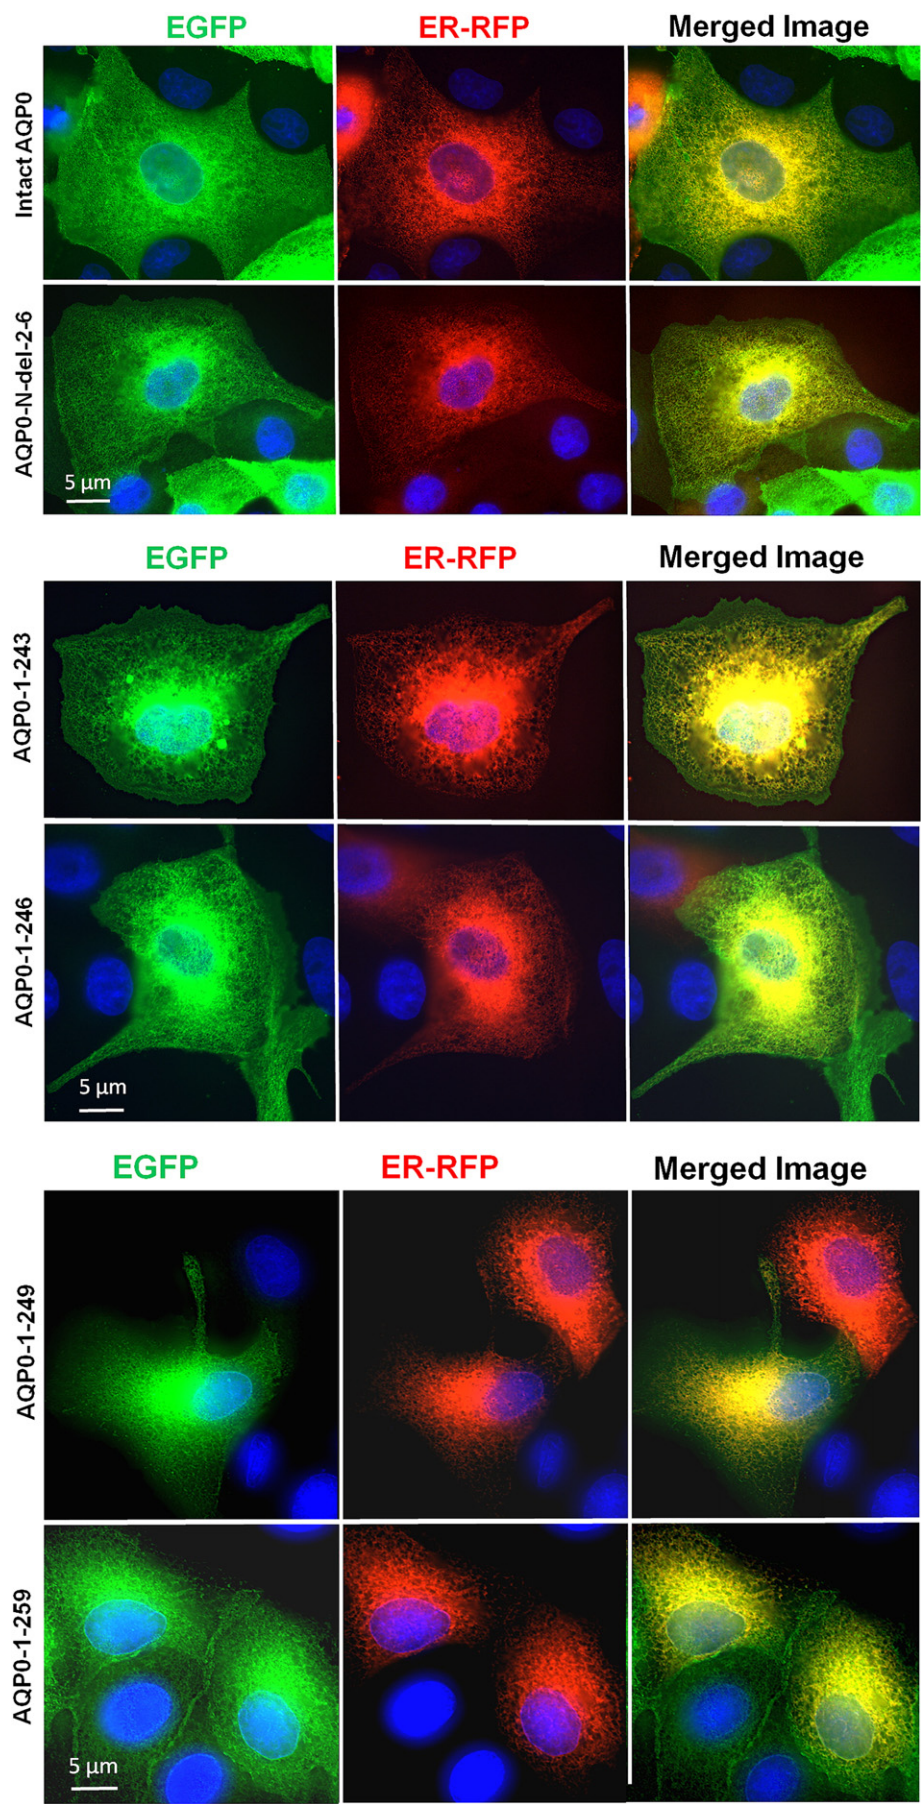 EGFP ER-RFP Merged Image
Intact AQP0
AQP0-N-del-2-6
5 µm
EGFP ER-RFP Merged Image
AQP0-1-243
AQP0-1-246
5 µm
EGFP ER-RFP Merged Image
AQP0-1-249
AQP0-1-259
5 µm